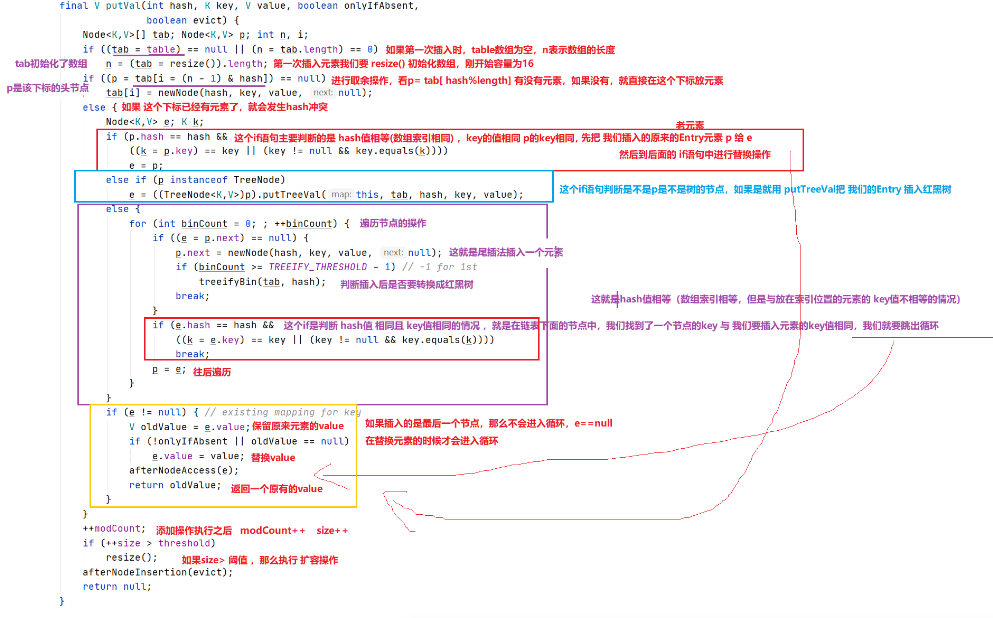 final V putVal(int hash, K key, V value, boolean onlyIfAbsent,
boolean evict) {
Node<K,V>[] tab; Node<K,V> p; int n, i;
if ((tab = table) == null || (n = tab.length) == 0) 如果第一次插入时，table数组为空，n表示数组的长度
tab初始化了数组 n = (tab = resize()).length; 第一次插入元素我们要 resize() 初始化数组，刚开始容量为16
if ((p = tab[i = (n - 1) & hash]) == null) 进行取余操作，看p= tab[ hash%length] 有没有元素，如果没有，就直接在这个下标放元素
p是该下标的头节点 tab[i] = newNode(hash, key, value, next: null);
else { 如果 这个下标已经有元素了，就会发生hash冲突
Node<K,V> e; K k;
老元素
if (p.hash == hash && 这个if语句主要判断的是 hash值相等(数组索引相同) ，key的值相同 p的key相同, 先把 我们插入的原来的Entry元素 p 给 e
((k = p.key) == key || (key != null && key.equals(k)))) 然后到后面的 if语句中进行替换操作
e = p;
else if (p instanceof TreeNode) 这个if语句判断是不是p是不是树的节点，如果是就用 putTreeVal把 我们的Entry 插入红黑树
e = ((TreeNode<K,V>)p).putTreeVal( map: this, tab, hash, key, value);
else {
for (int binCount = 0; ; ++binCount) { 遍历节点的操作
if ((e = p.next) == null) {
p.next = newNode(hash, key, value, next: null); 这就是尾插法插入一个元素
if (binCount >= TREEIFY_THRESHOLD - 1) // -1 for 1st
treeifyBin(tab, hash); 判断插入后是否要转换成红黑树
break; 这就是hash值相等（数组索引相等，但是与放在索引位置的元素的 key值不相等的情况）
}
if (e.hash == hash && 这个if是判断 hash值 相同且 key值相同的情况 ，就是在链表下面的节点中，我们找到了一个节点的key 与 我们要插入元素的key值相同，我们就要跳出循环
((k = e.key) == key || (key != null && key.equals(k))))
break;
p = e; 往后遍历
}
}
if (e != null) { // existing mapping for key
V oldValue = e.value; 保留原来元素的value 如果插入的是最后一个节点，那么不会进入循环，e==null
if (!onlyIfAbsent || oldValue == null) 在替换元素的时候才会进入循环
e.value = value; 替换value
afterNodeAccess(e);
return oldValue; 返回一个原有的value
}
}
++modCount; 添加操作执行之后 modCount++ size++
if (++size > threshold)
resize(); 如果size> 阈值 ，那么执行 扩容操作
afterNodeInsertion(evict);
return null;
}